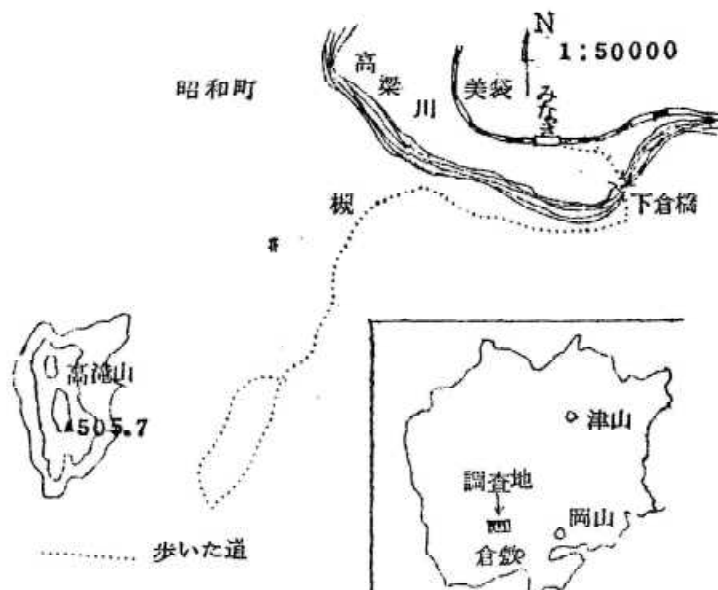 N
1:50000
高梁川
美袋
みなぎ
昭和町
下倉橋
槻
高滝山
505.7
津山
調査地
岡山
倉敷
歩いた道